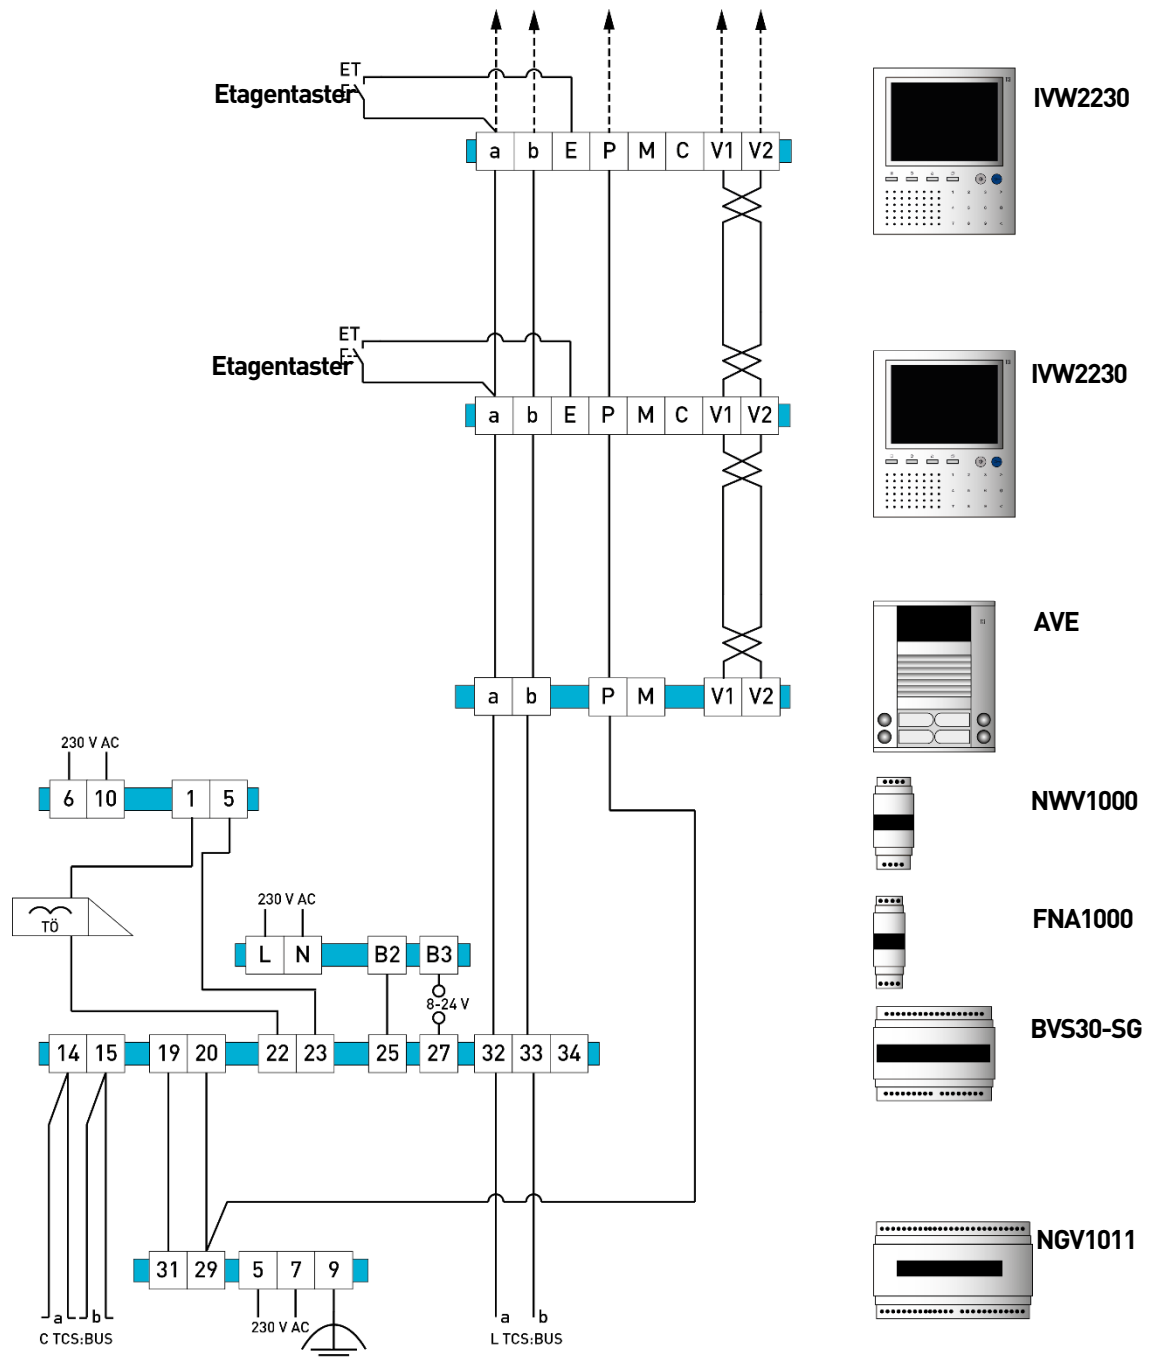 ET
Etagentaster
a b E P M C V1 V2
IVW2230
ET
Etagentaster
a b E P M C V1 V2
IVW2230
AVE
a b P M V1 V2
230 V AC
6 10 1 5
NWV1000
TÖ
230 V AC
L N B2 B3
FNA1000
8-24 V
14 15 19 20 22 23 25 27 32 33 34
BVS30-SG
31 29 5 7 9
NGV1011
a b
C TCS:BUS
230 V AC
a b
L TCS:BUS